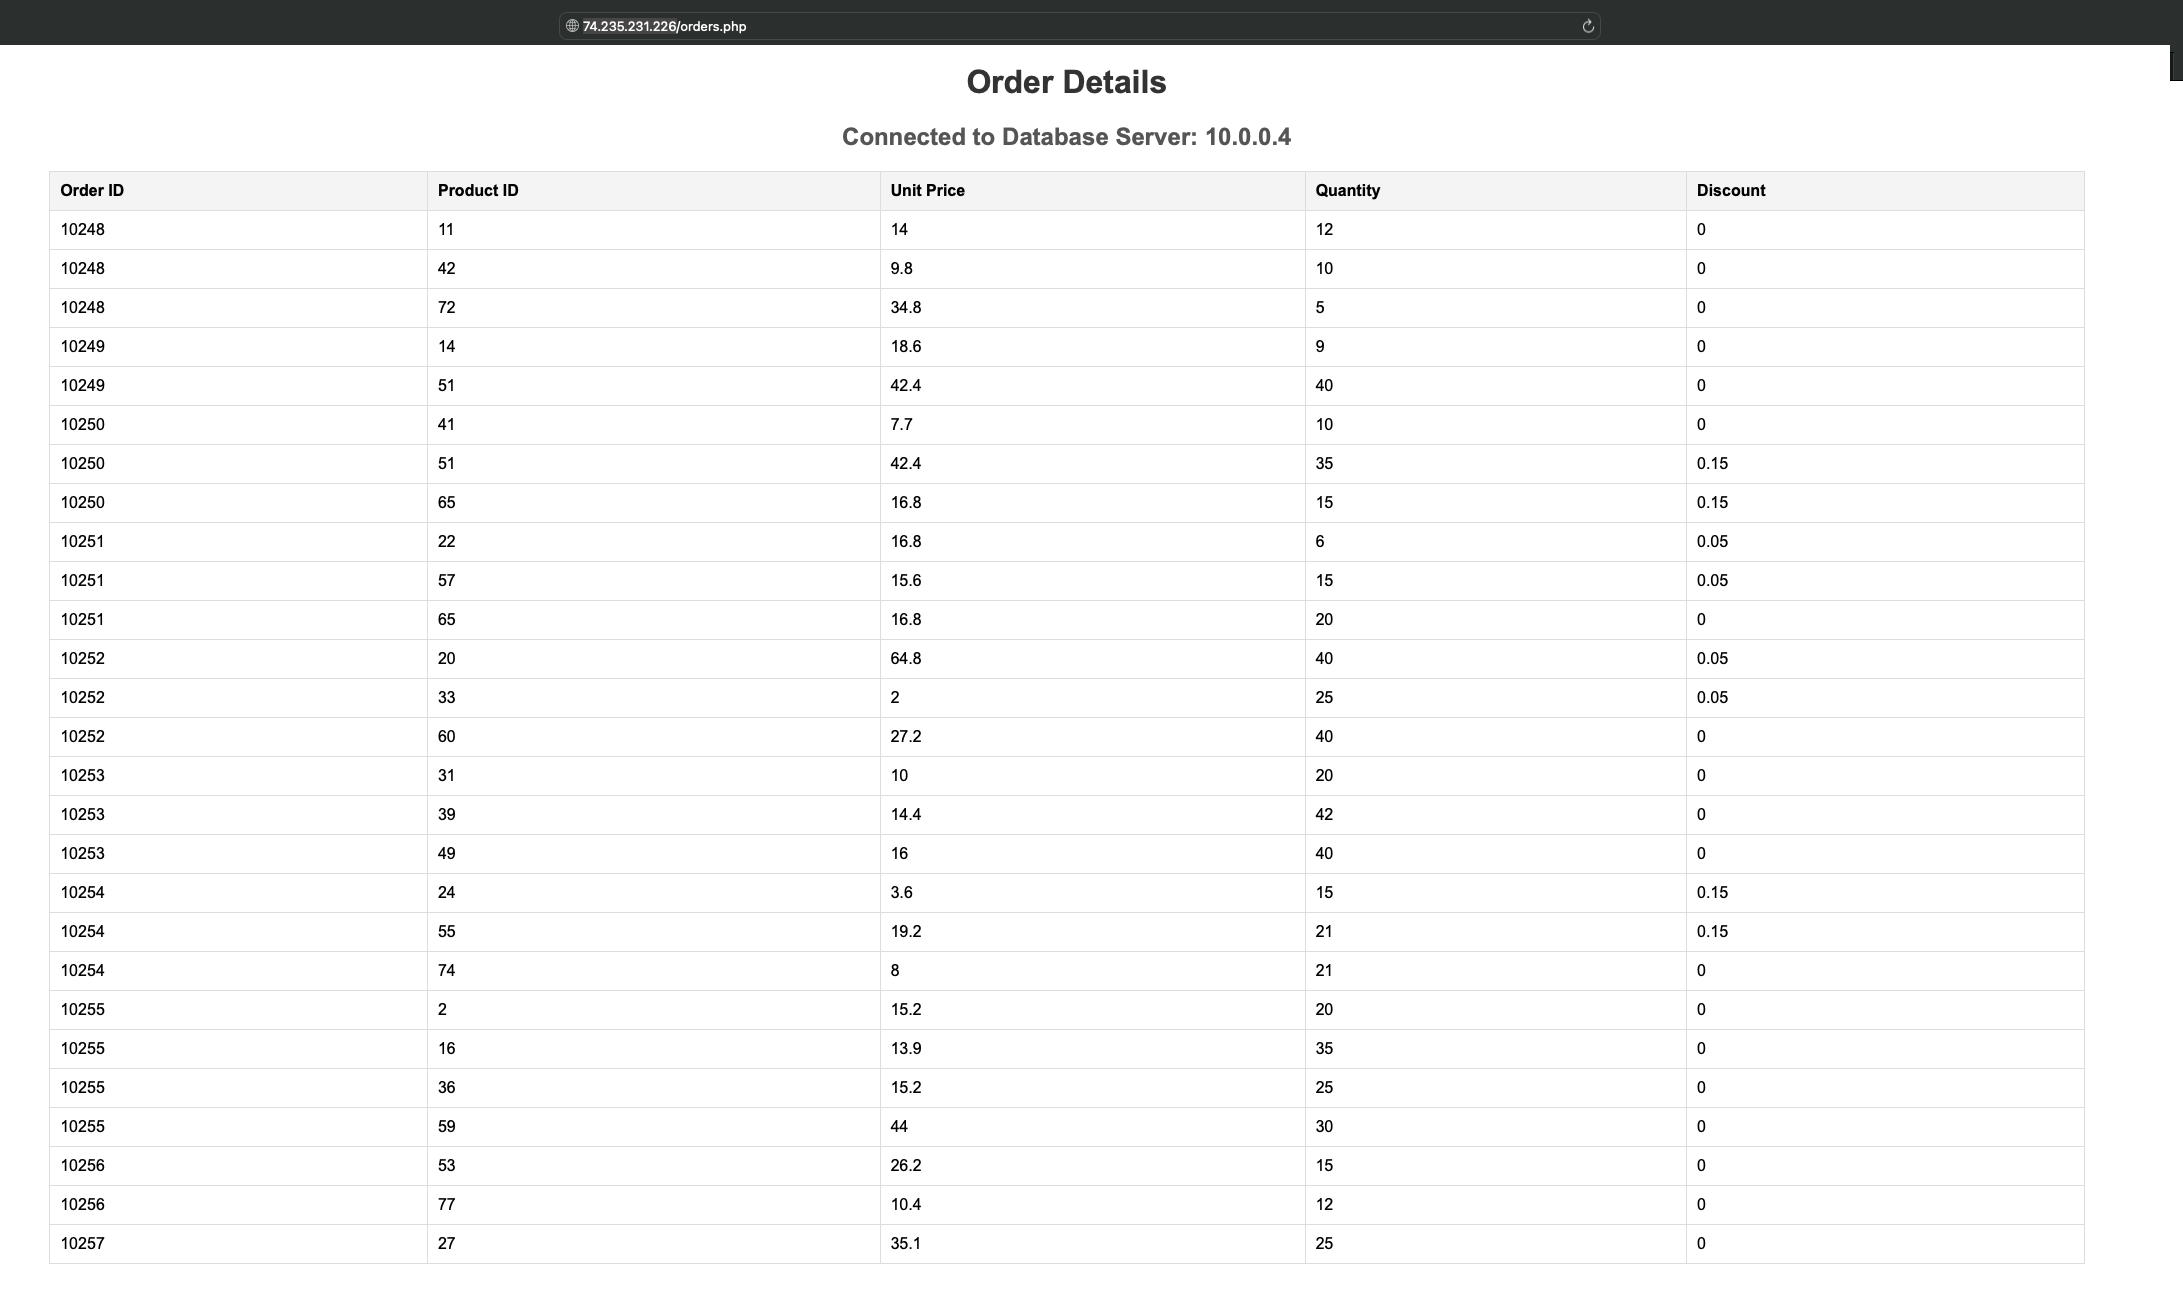 74.235.231.226/orders.php
Order Details
Connected to Database Server: 10.0.0.4
Order ID Product ID Unit Price Quantity Discount
10248 11 14 12 0
10248 42 9.8 10 0
10248 72 34.8 5 0
10249 14 18.6 9 0
10249 51 42.4 40 0
10250 41 7.7 10 0
10250 51 42.4 35 0.15
10250 65 16.8 15 0.15
10251 22 16.8 6 0.05
10251 57 15.6 15 0.05
10251 65 16.8 20 0
10252 20 64.8 40 0.05
10252 33 2 25 0.05
10252 60 27.2 40 0
10253 31 10 20 0
10253 39 14.4 42 0
10253 49 16 40 0
10254 24 3.6 15 0.15
10254 55 19.2 21 0.15
10254 74 8 21 0
10255 2 15.2 20 0
10255 16 13.9 35 0
10255 36 15.2 25 0
10255 59 44 30 0
10256 53 26.2 15 0
10256 77 10.4 12 0
10257 27 35.1 25 0